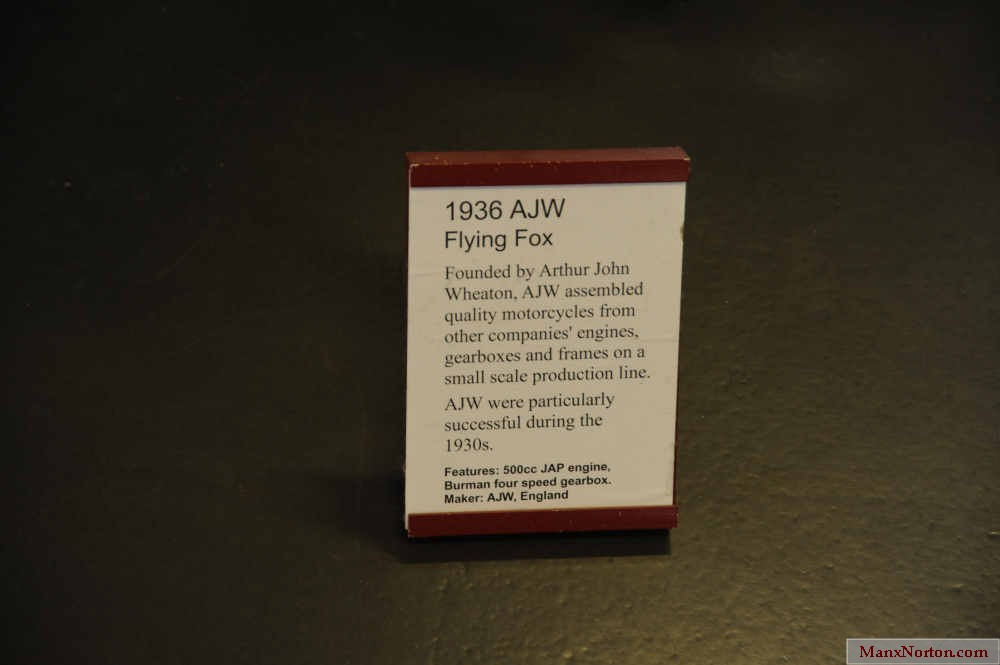 1936 AJW
Flying Fox
Founded by Arthur John
Wheaton, AJW assembled
quality motorcycles from
other companies' engines,
gearboxes and frames on a
small scale production line.
AJW were particularly
successful during the
1930s.
Features: 500cc JAP engine,
Burman four speed gearbox.
Maker: AJW, England
ManxNorton.com